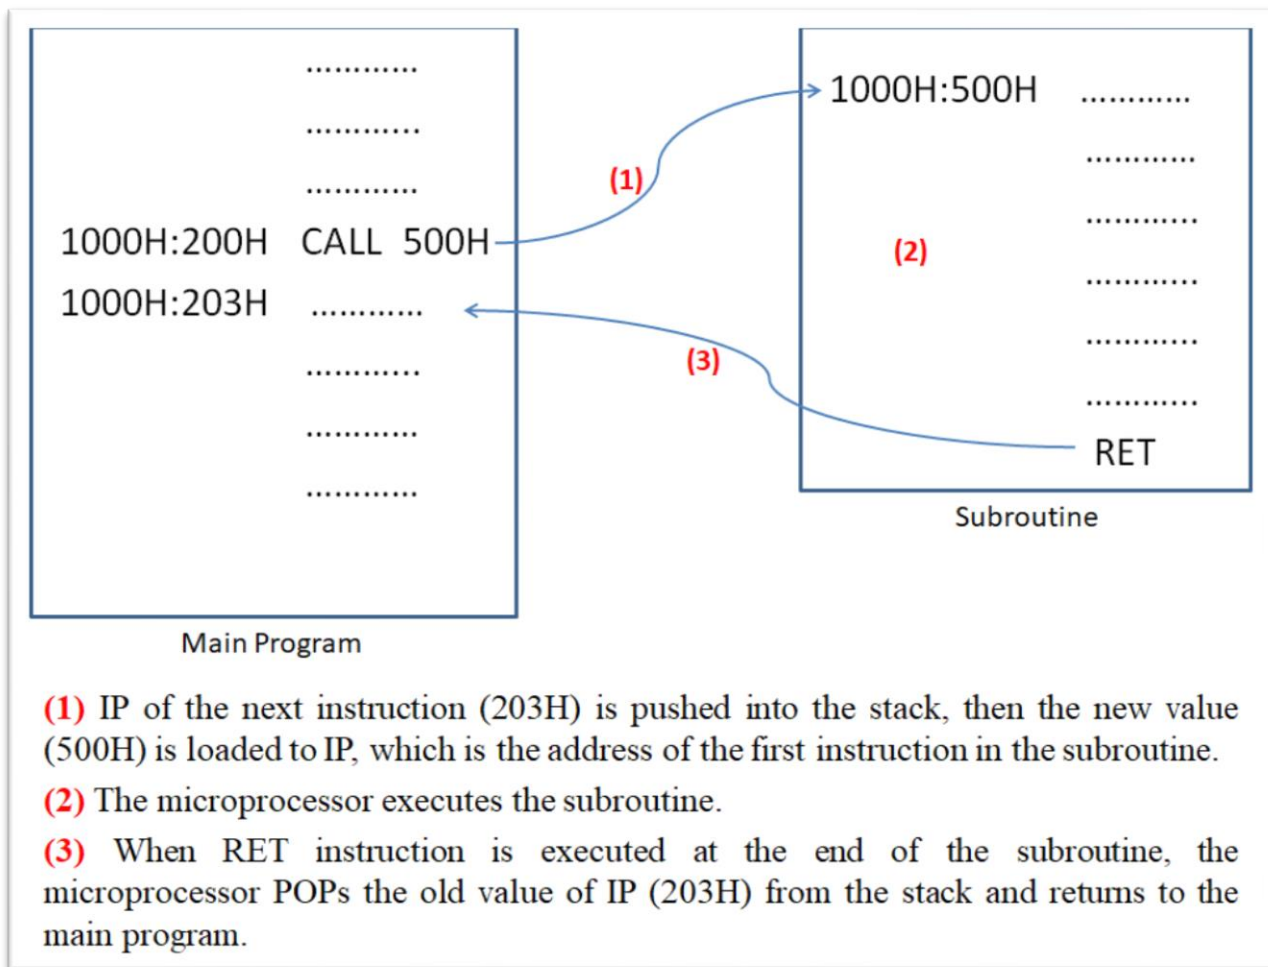 ............
............
............
1000H:200H CALL 500H
1000H:203H ............
............
............
............
Main Program
(1)
(2)
(3)
1000H:500H ............
............
............
............
............
............
RET
Subroutine
(1) IP of the next instruction (203H) is pushed into the stack, then the new value
(500H) is loaded to IP, which is the address of the first instruction in the subroutine.
(2) The microprocessor executes the subroutine.
(3) When RET instruction is executed at the end of the subroutine, the
microprocessor POPs the old value of IP (203H) from the stack and returns to the
main program.